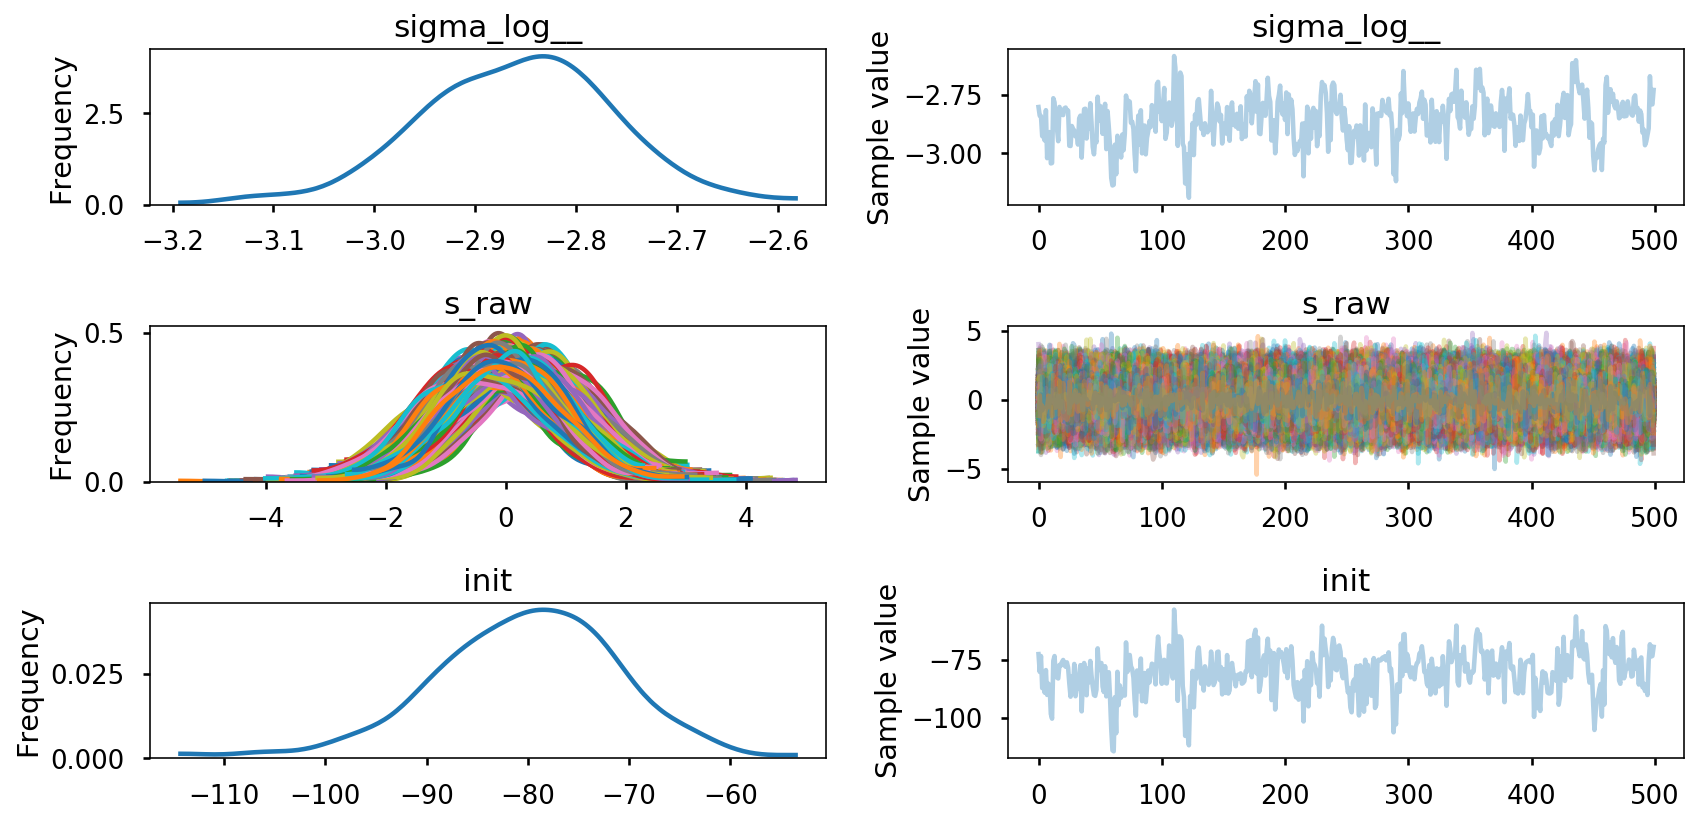 sigma_log__
Frequency
2.5
0.0
−3.2 −3.1 −3.0 −2.9 −2.8 −2.7 −2.6
sigma_log__
Sample value
−2.75
−3.00
0 100 200 300 400 500
s_raw
Frequency
0.5
0.0
−4 −2 0 2 4
s_raw
Sample value
5
0
−5
0 100 200 300 400 500
init
Frequency
0.025
0.000
−110 −100 −90 −80 −70 −60
init
Sample value
−75
−100
0 100 200 300 400 500